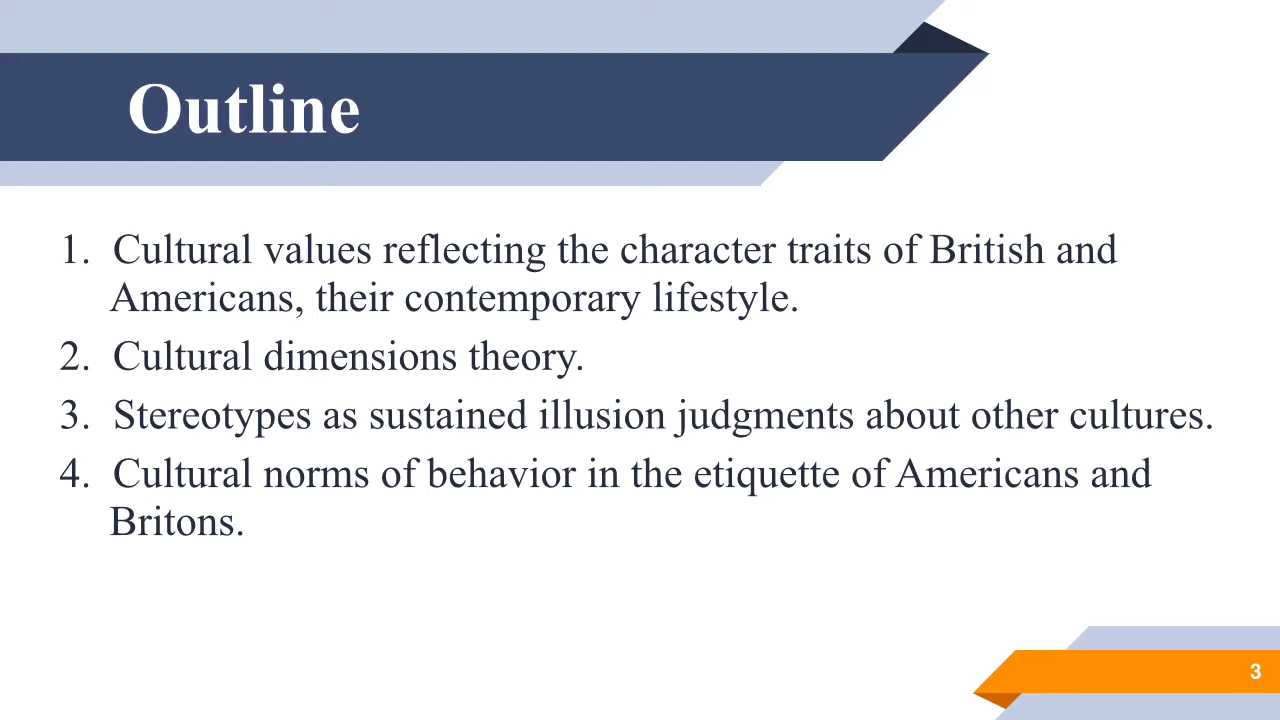 Outline
1. Cultural values reflecting the character traits of British and
Americans, their contemporary lifestyle.
2. Cultural dimensions theory.
3. Stereotypes as sustained illusion judgments about other cultures.
4. Cultural norms of behavior in the etiquette of Americans and
Britons.
3